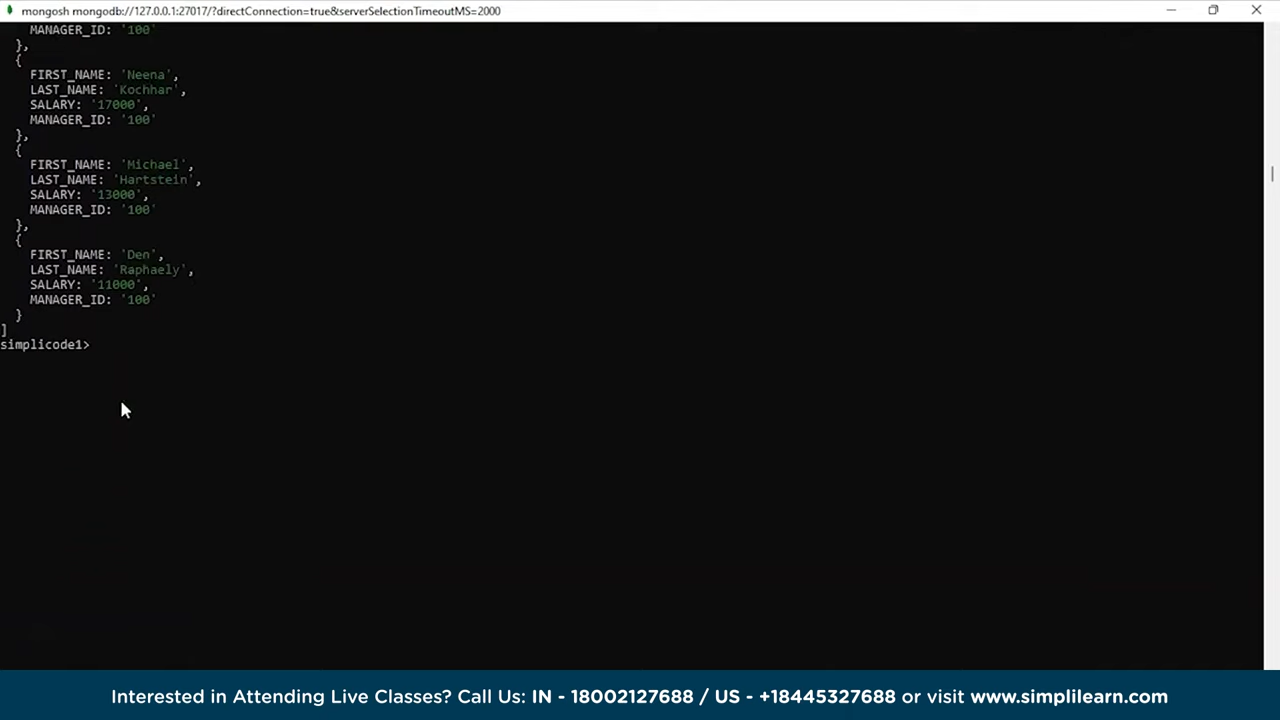 mongosh mongodb://127.0.0.1:27017/?directConnection=true&serverSelectionTimeoutMS=2000
MANAGER_ID: '100'
},
{
FIRST_NAME: 'Neena',
LAST_NAME: 'Kochhar',
SALARY: '17000',
MANAGER_ID: '100'
},
{
FIRST_NAME: 'Michael',
LAST_NAME: 'Hartstein',
SALARY: '13000',
MANAGER_ID: '100'
},
{
FIRST_NAME: 'Den',
LAST_NAME: 'Raphaely',
SALARY: '11000',
MANAGER_ID: '100'
}
]
simplicode1>
Interested in Attending Live Classes? Call Us: IN - 18002127688 / US - +18445327688 or visit www.simplilearn.com